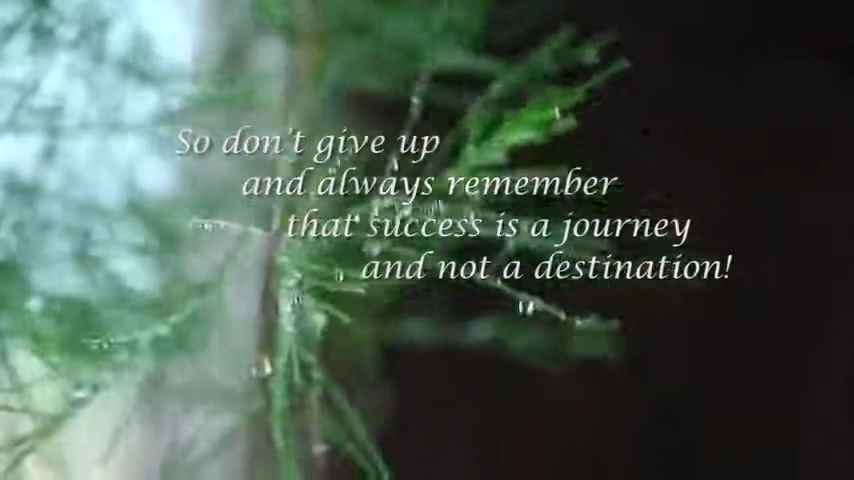 So don't give up
and always remember
that success is a journey
and not a destination!